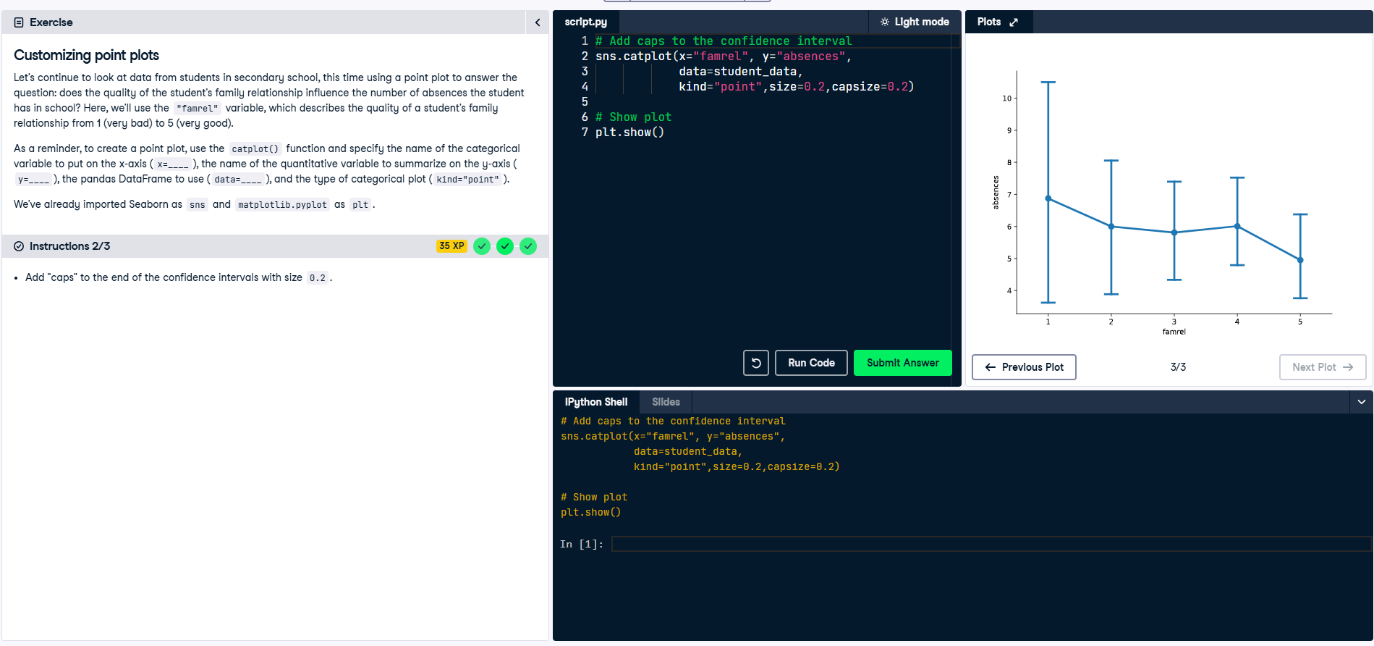 Exercise
Customizing point plots
Let's continue to look at data from students in secondary school, this time using a point plot to answer the
question: does the quality of the student's family relationship influence the number of absences the student
has in school? Here, we'll use the "famrel" variable, which describes the quality of a student's family
relationship from 1 (very bad) to 5 (very good).
As a reminder, to create a point plot, use the catplot() function and specify the name of the categorical
variable to put on the x-axis ( x=____ ), the name of the quantitative variable to summarize on the y-axis (
y=____ ), the pandas DataFrame to use ( data=____ ), and the type of categorical plot ( kind="point" ).
We've already imported Seaborn as sns and matplotlib.pyplot as plt .
Instructions 2/3
35 XP
• Add "caps" to the end of the confidence intervals with size 0.2 .
script.py
Light mode
1 # Add caps to the confidence interval
2 sns.catplot(x="famrel", y="absences",
3 data=student_data,
4 kind="point",size=0.2,capsize=0.2)
5
6 # Show plot
7 plt.show()
Run Code
Submit Answer
Plots
10
9
8
7
6
5
4
absences
1 2 3 4 5
famrel
Previous Plot
3/3
Next Plot
IPython Shell
Slides
# Add caps to the confidence interval
sns.catplot(x="famrel", y="absences",
data=student_data,
kind="point",size=0.2,capsize=0.2)
# Show plot
plt.show()
In [1]: